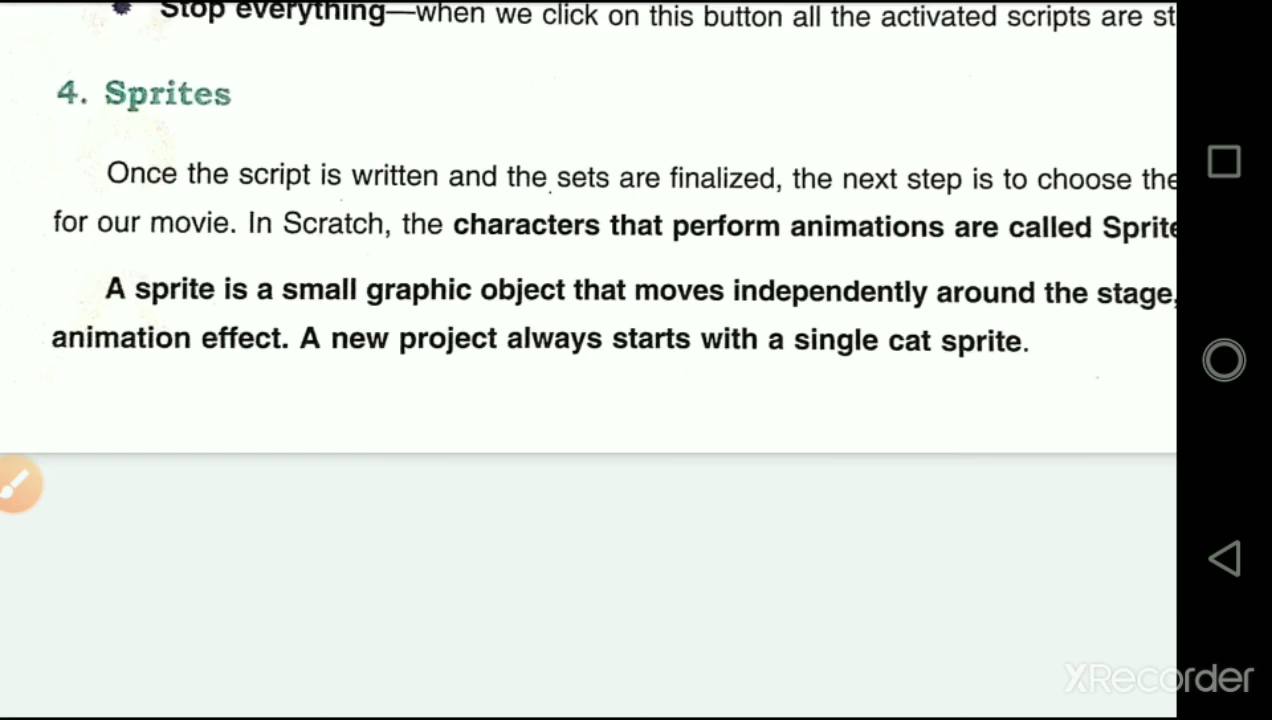 Stop everything—when we click on this button all the activated scripts are st
4. Sprites
Once the script is written and the sets are finalized, the next step is to choose the
for our movie. In Scratch, the characters that perform animations are called Sprite
A sprite is a small graphic object that moves independently around the stage,
animation effect. A new project always starts with a single cat sprite.
XRecorder